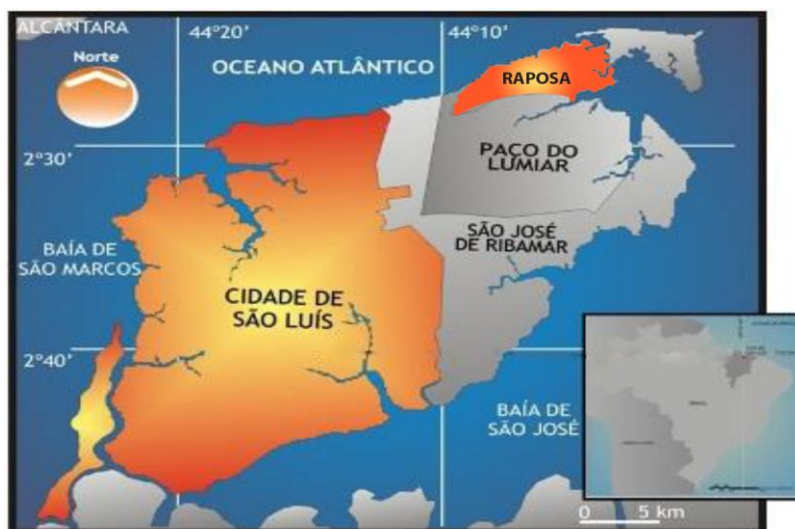 ALCÂNTARA
44°20'
44°10'
Norte
OCEANO ATLÂNTICO
RAPOSA
2°30'
PAÇO DO
LUMIAR
BAÍA DE
SÃO MARCOS
SÃO JOSÉ
DE RIBAMAR
CIDADE DE
SÃO LUÍS
2°40'
BAÍA DE
SÃO JOSÉ
0 5 km